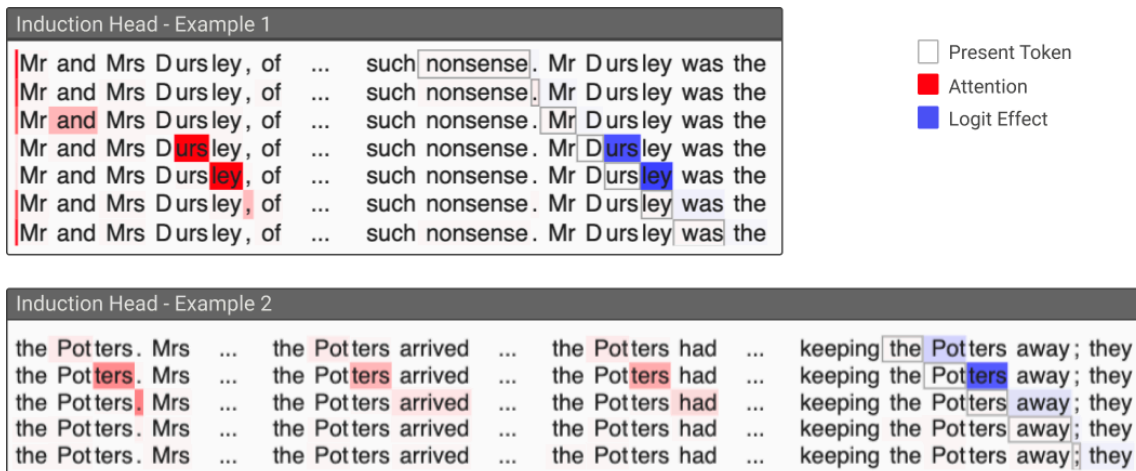 Induction Head - Example 1
Mr and Mrs Dursley, of ... such nonsense. Mr Dursley was the
Mr and Mrs Dursley, of ... such nonsense. Mr Dursley was the
Mr and Mrs Dursley, of ... such nonsense. Mr Dursley was the
Mr and Mrs Dursley, of ... such nonsense. Mr Dursley was the
Mr and Mrs Dursley, of ... such nonsense. Mr Dursley was the
Mr and Mrs Dursley, of ... such nonsense. Mr Dursley was the
Mr and Mrs Dursley, of ... such nonsense. Mr Dursley was the
Present Token
Attention
Logit Effect
Induction Head - Example 2
the Potters. Mrs ... the Potters arrived ... the Potters had ... keeping the Potters away; they
the Potters. Mrs ... the Potters arrived ... the Potters had ... keeping the Potters away; they
the Potters. Mrs ... the Potters arrived ... the Potters had ... keeping the Potters away; they
the Potters. Mrs ... the Potters arrived ... the Potters had ... keeping the Potters away; they
the Potters. Mrs ... the Potters arrived ... the Potters had ... keeping the Potters away; they